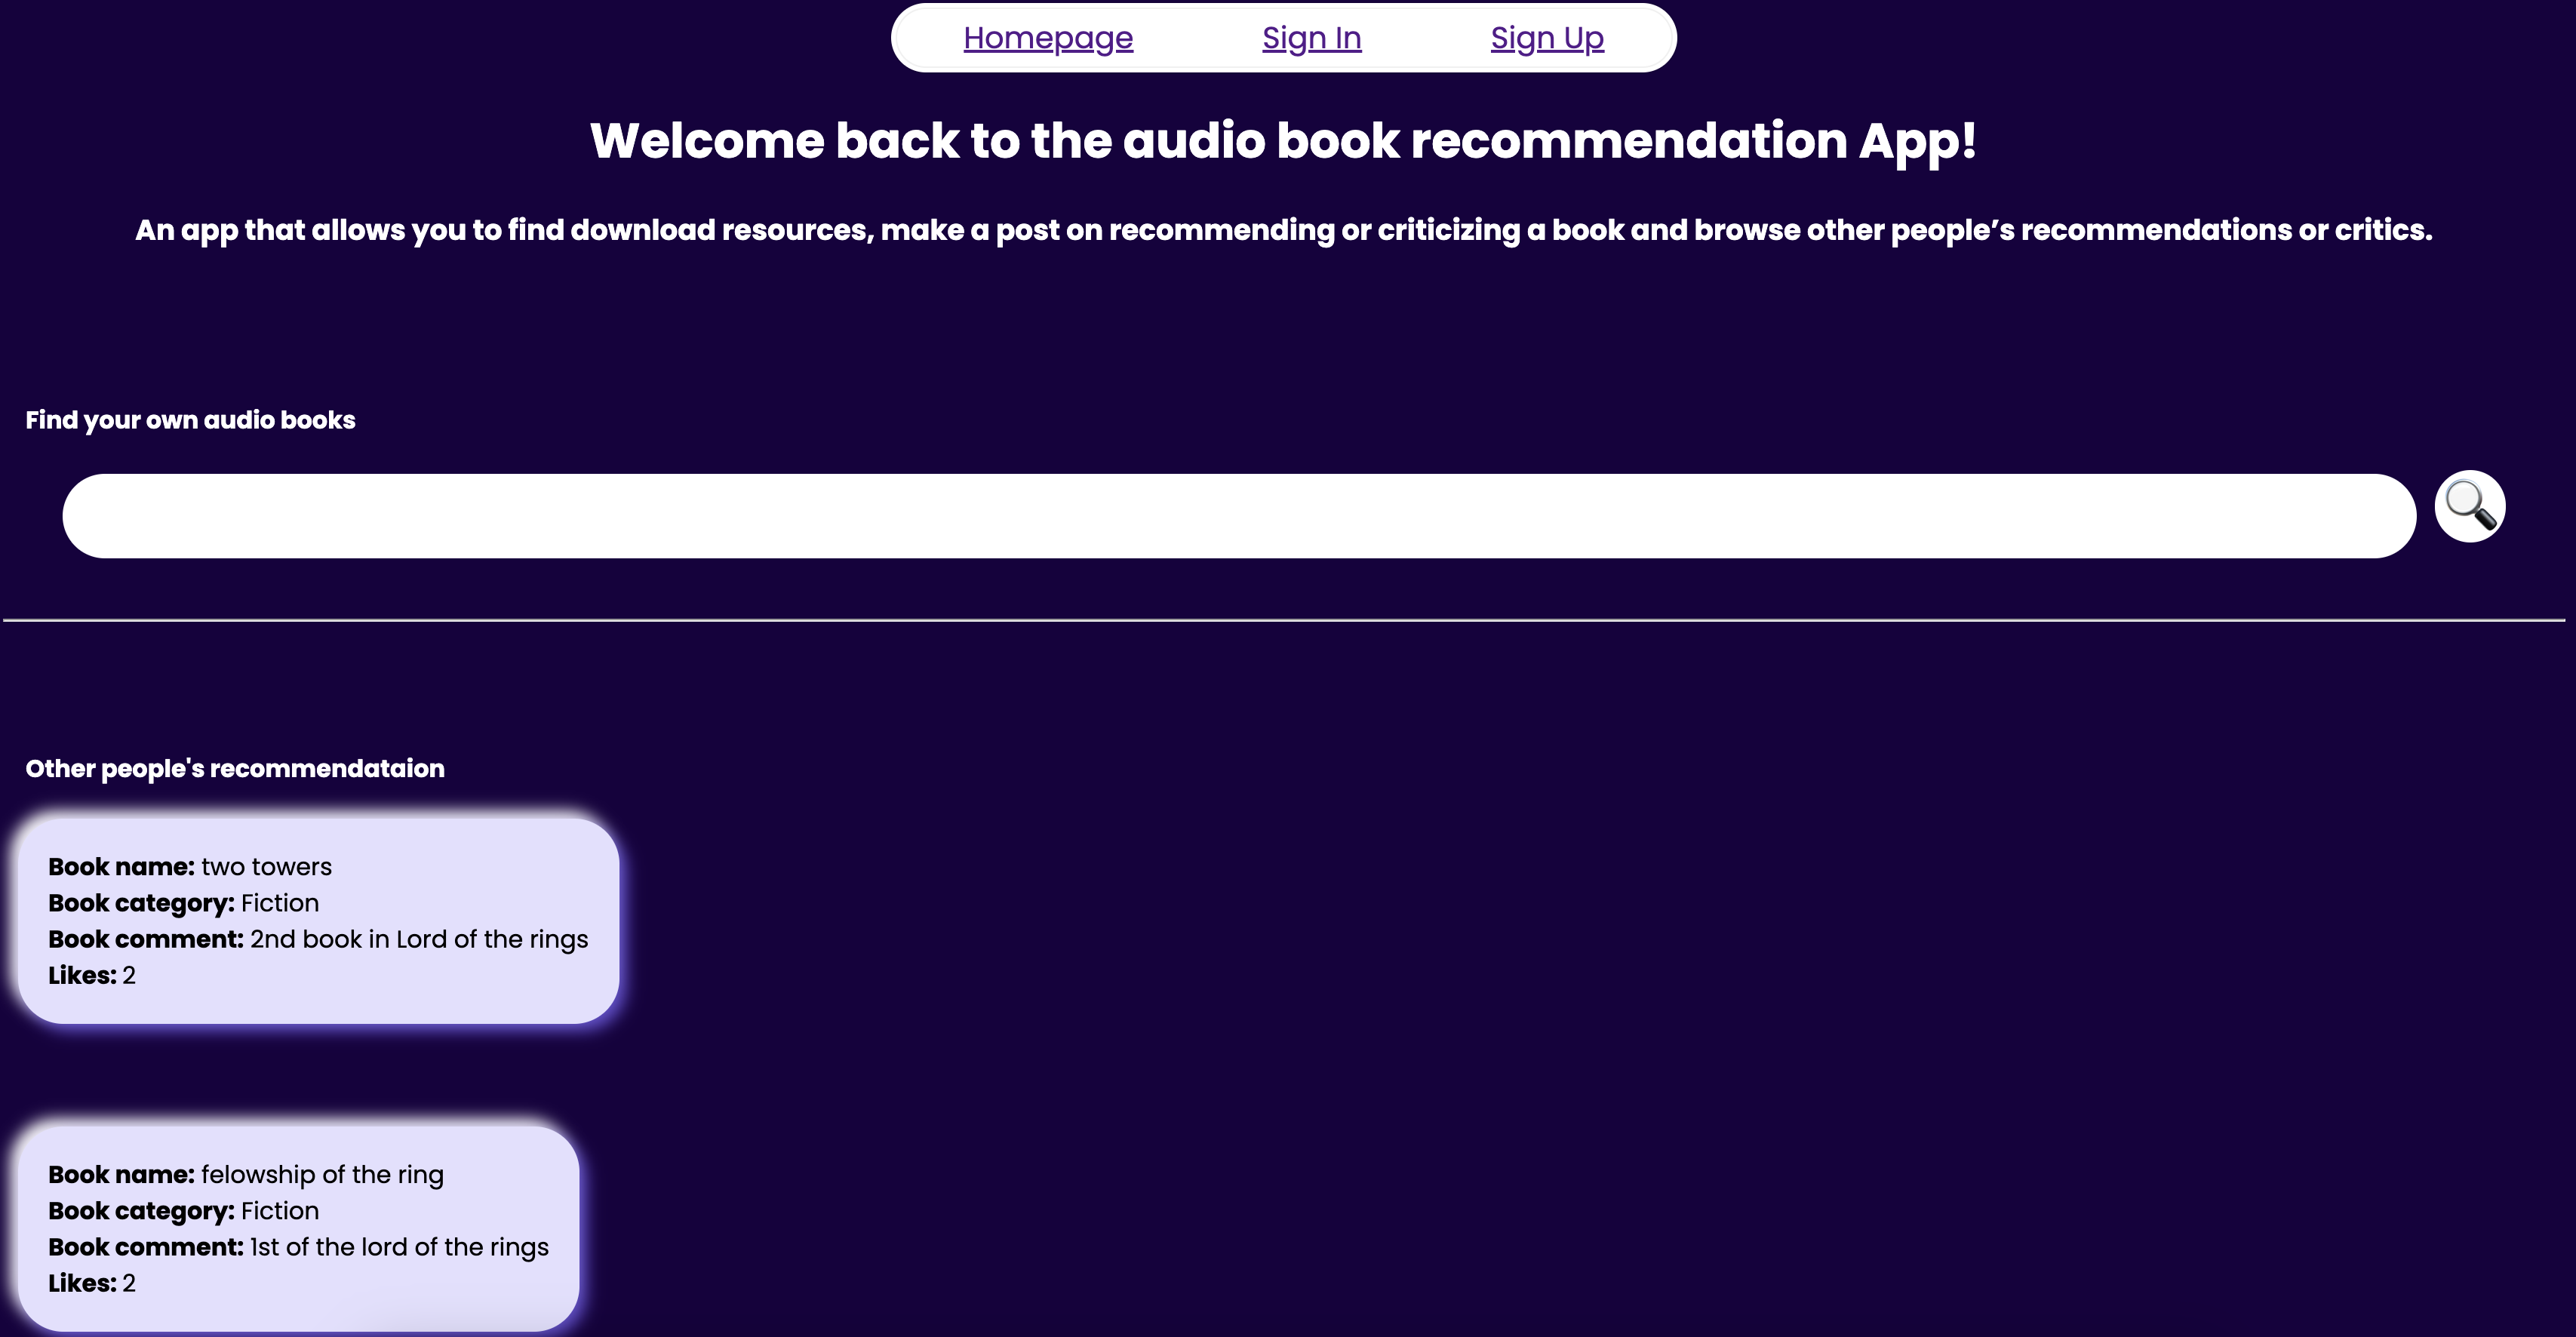 Homepage Sign In Sign Up
Welcome back to the audio book recommendation App!
An app that allows you to find download resources, make a post on recommending or criticizing a book and browse other people’s recommendations or critics.
Find your own audio books
Other people's recommendataion
Book name: two towers
Book category: Fiction
Book comment: 2nd book in Lord of the rings
Likes: 2
Book name: felowship of the ring
Book category: Fiction
Book comment: 1st of the lord of the rings
Likes: 2